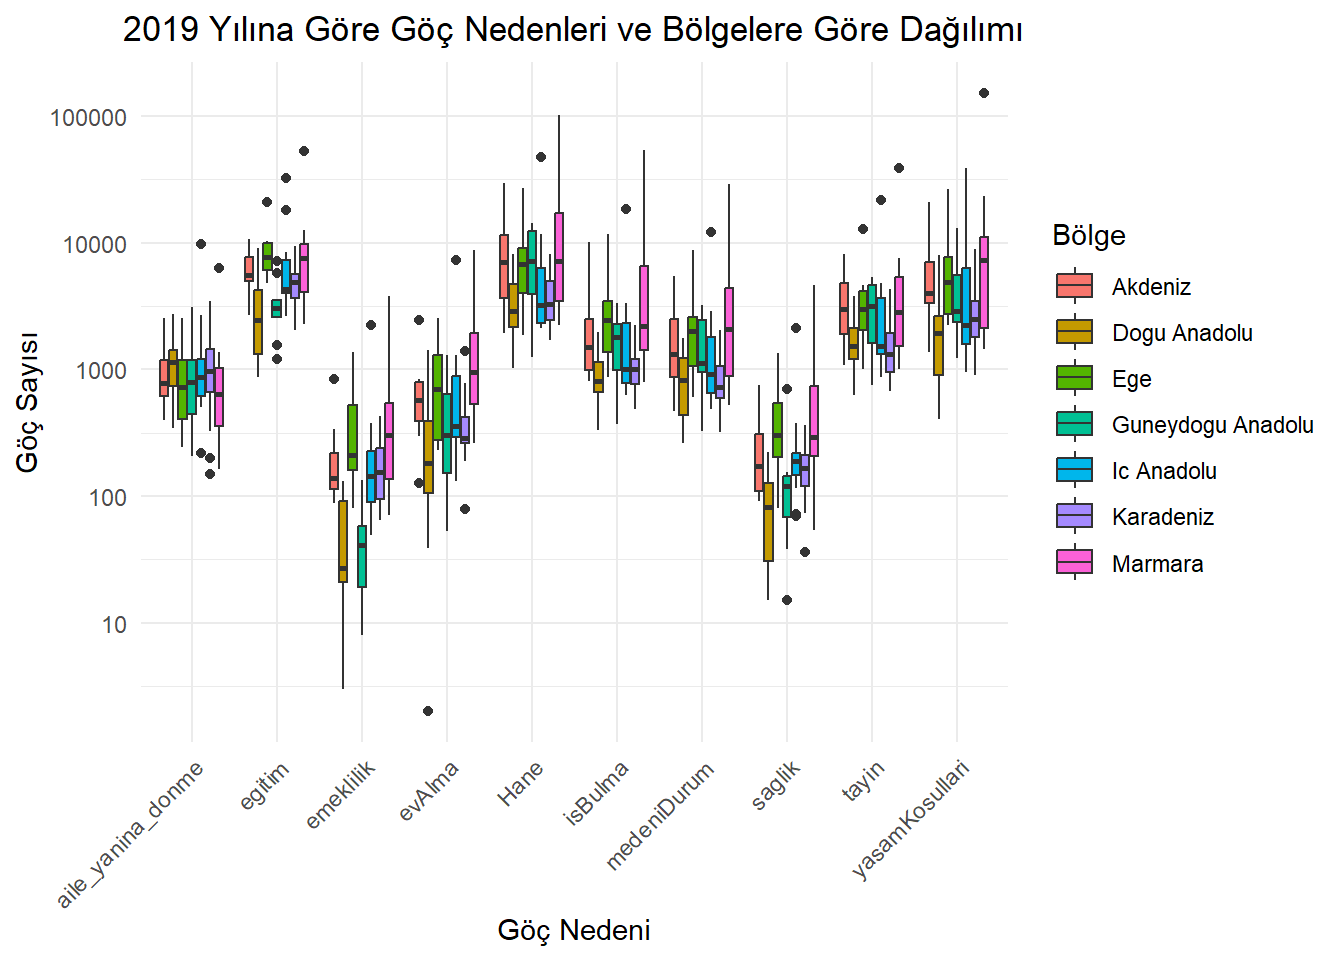 2019 Yılına Göre Göç Nedenleri ve Bölgelere Göre Dağılımı
Göç Sayısı
100000
10000
1000
100
10
aile_yanina_donme
egitim
emeklilik
evAlma
Hane
isBulma
medeniDurum
saglik
tayin
yasamKosullari
Göç Nedeni
Bölge
Akdeniz
Dogu Anadolu
Ege
Guneydogu Anadolu
Ic Anadolu
Karadeniz
Marmara